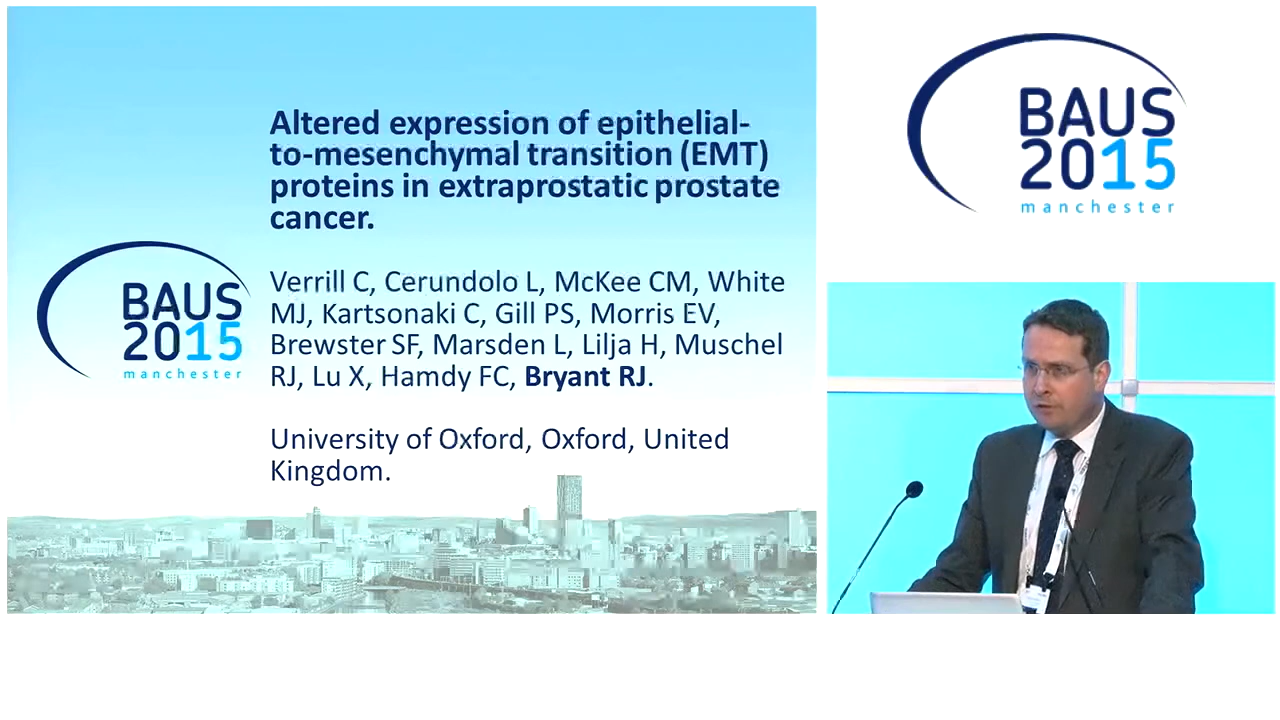 Altered expression of epithelial-
to-mesenchymal transition (EMT)
proteins in extraprostatic prostate
cancer.
Verrill C, Cerundolo L, McKee CM, White
MJ, Kartsonaki C, Gill PS, Morris EV,
Brewster SF, Marsden L, Lilja H, Muschel
RJ, Lu X, Hamdy FC, Bryant RJ.
University of Oxford, Oxford, United
Kingdom.
BAUS
2015
manchester
BAUS
2015
manchester